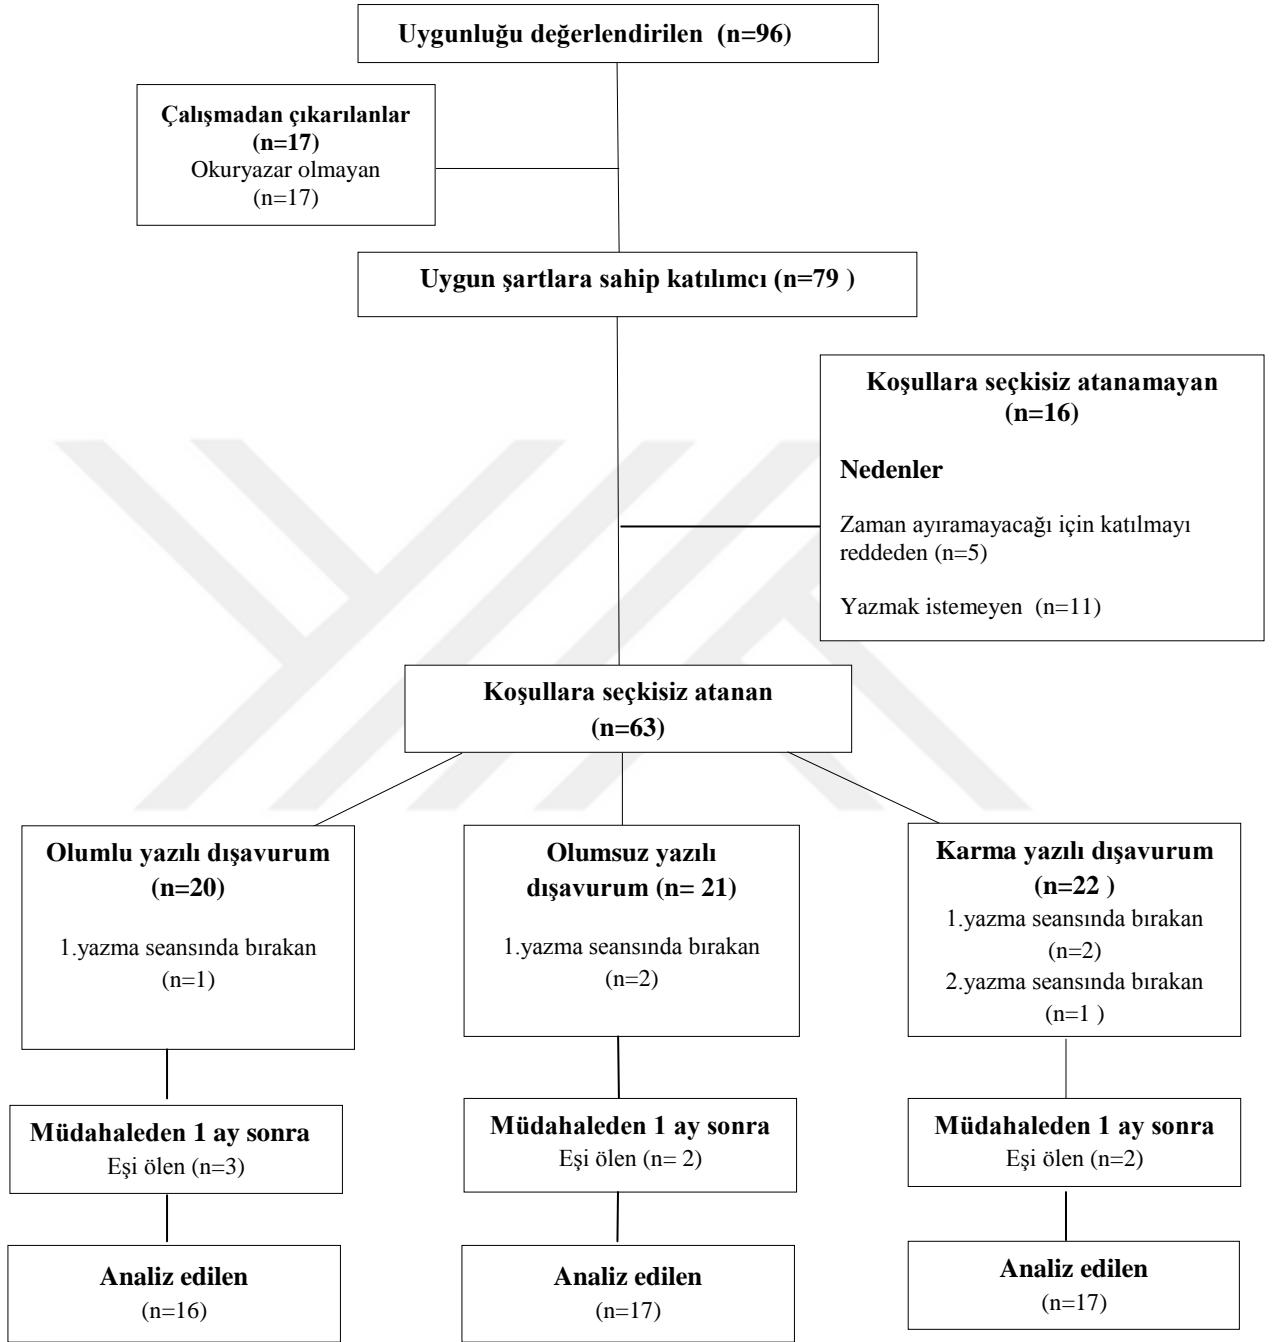 Uygunluğu değerlendirilen (n=96)
Çalışmadan çıkarılanlar
(n=17)
Okuryazar olmayan
(n=17)
Uygun şartlara sahip katılımcı (n=79 )
Koşullara seçkisiz atanamayan
(n=16)
Nedenler
Zaman ayıramayacağı için katılmayı
reddeden (n=5)
Yazmak istemeyen (n=11)
Koşullara seçkisiz atanan
(n=63)
Olumlu yazılı dışavurum
(n=20)
1.yazma seansında bırakan
(n=1)
Olumsuz yazılı
dışavurum (n= 21)
1.yazma seansında bırakan
(n=2)
Karma yazılı dışavurum
(n=22 )
1.yazma seansında bırakan
(n=2)
2.yazma seansında bırakan
(n=1 )
Müdahaleden 1 ay sonra
Eşi ölen (n=3)
Müdahaleden 1 ay sonra
Eşi ölen (n= 2)
Müdahaleden 1 ay sonra
Eşi ölen (n=2)
Analiz edilen
(n=16)
Analiz edilen
(n=17)
Analiz edilen
(n=17)